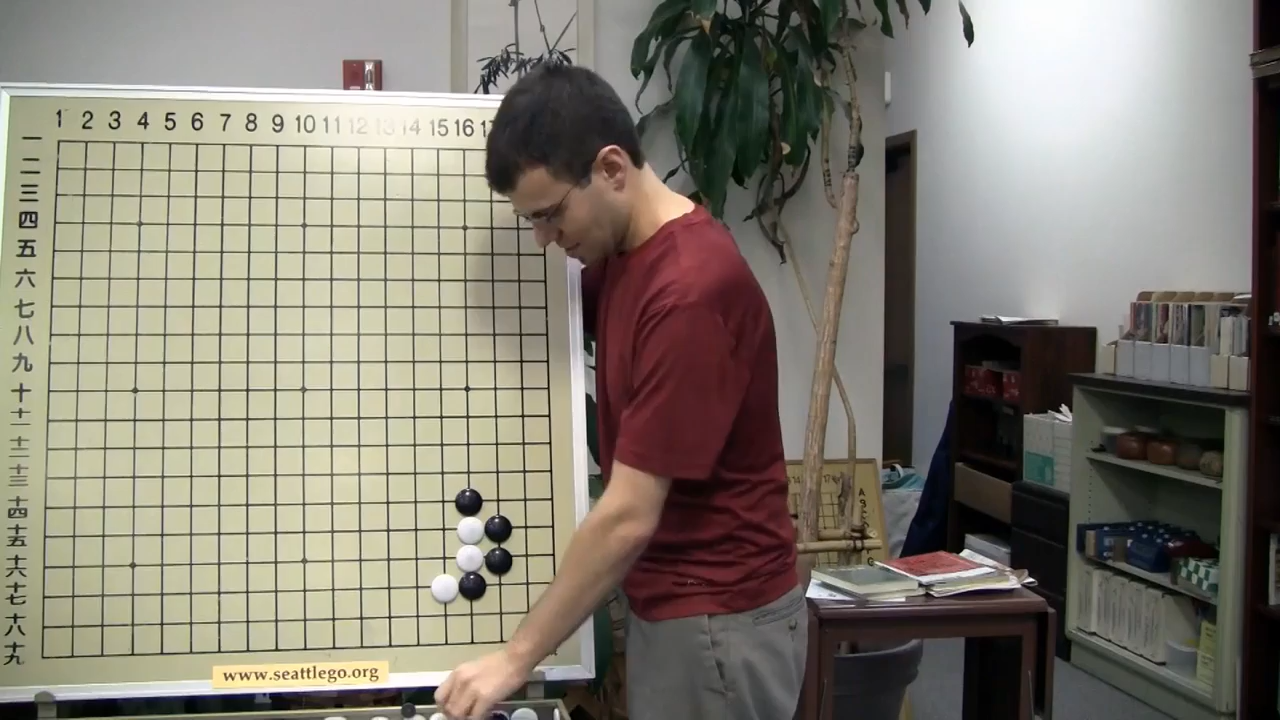 1 2 3 4 5 6 7 8 9 10 11 12 13 14 15 16
一
二
三
四
五
六
七
八
九
十
十一
十二
十三
十四
十五
十六
十七
十八
十九
www.seattlego.org